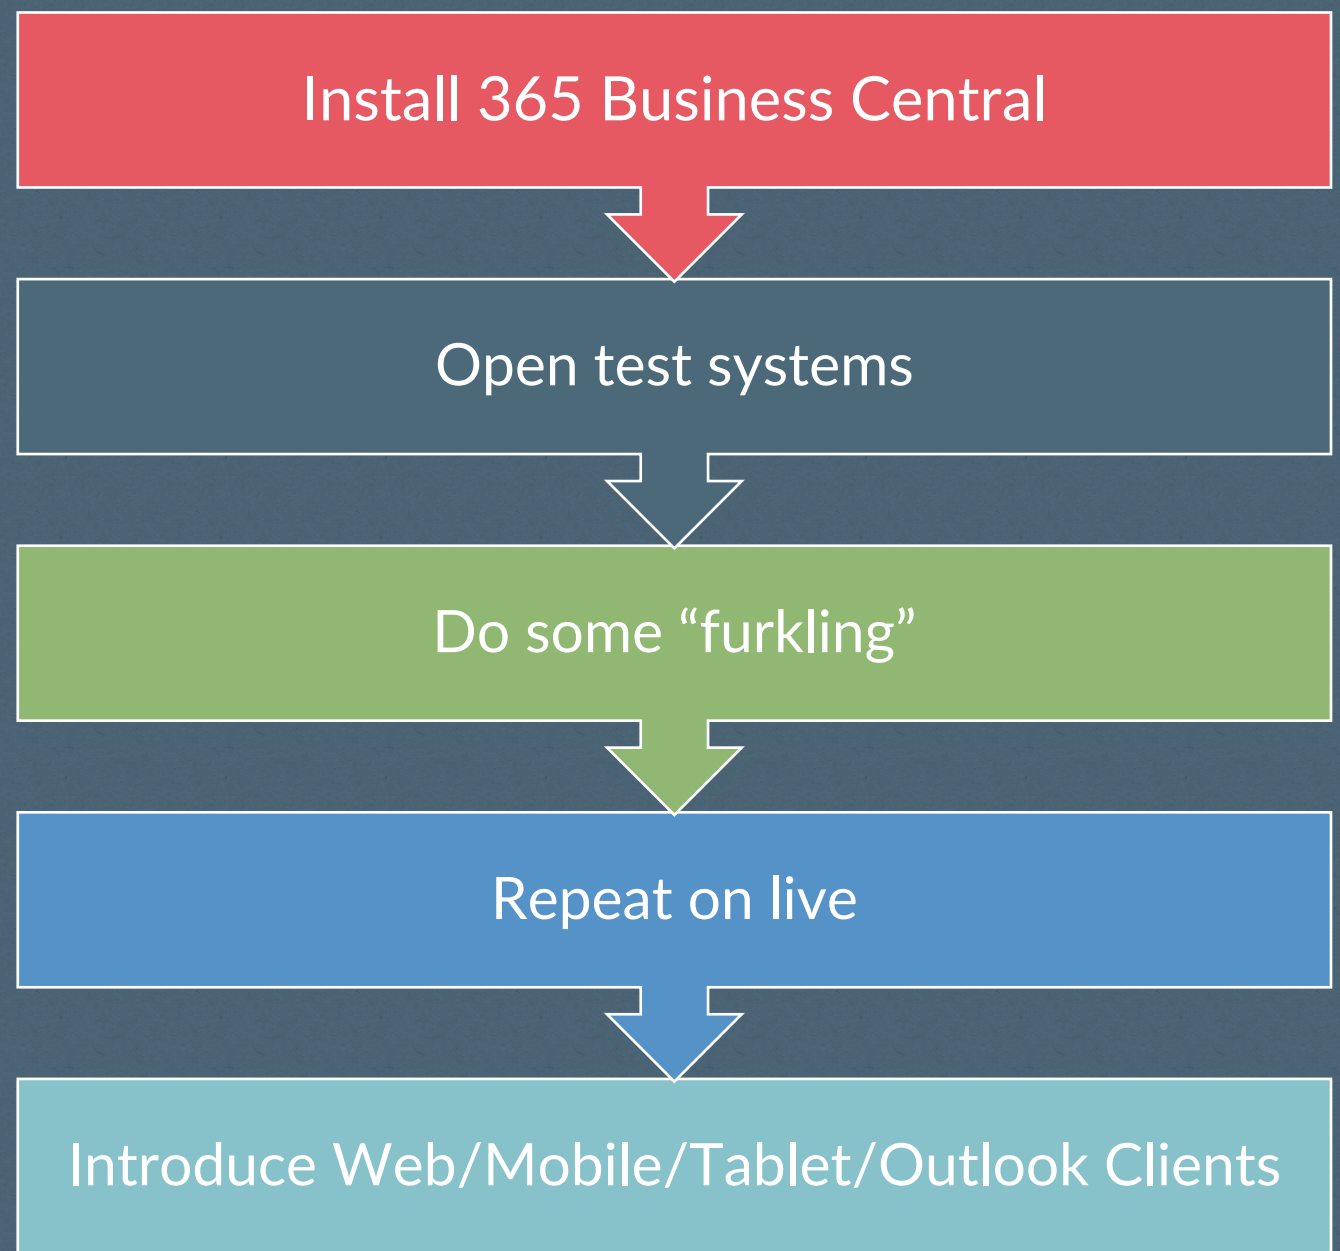 Install 365 Business Central
Open test systems
Do some “furkling”
Repeat on live
Introduce Web/Mobile/Tablet/Outlook Clients